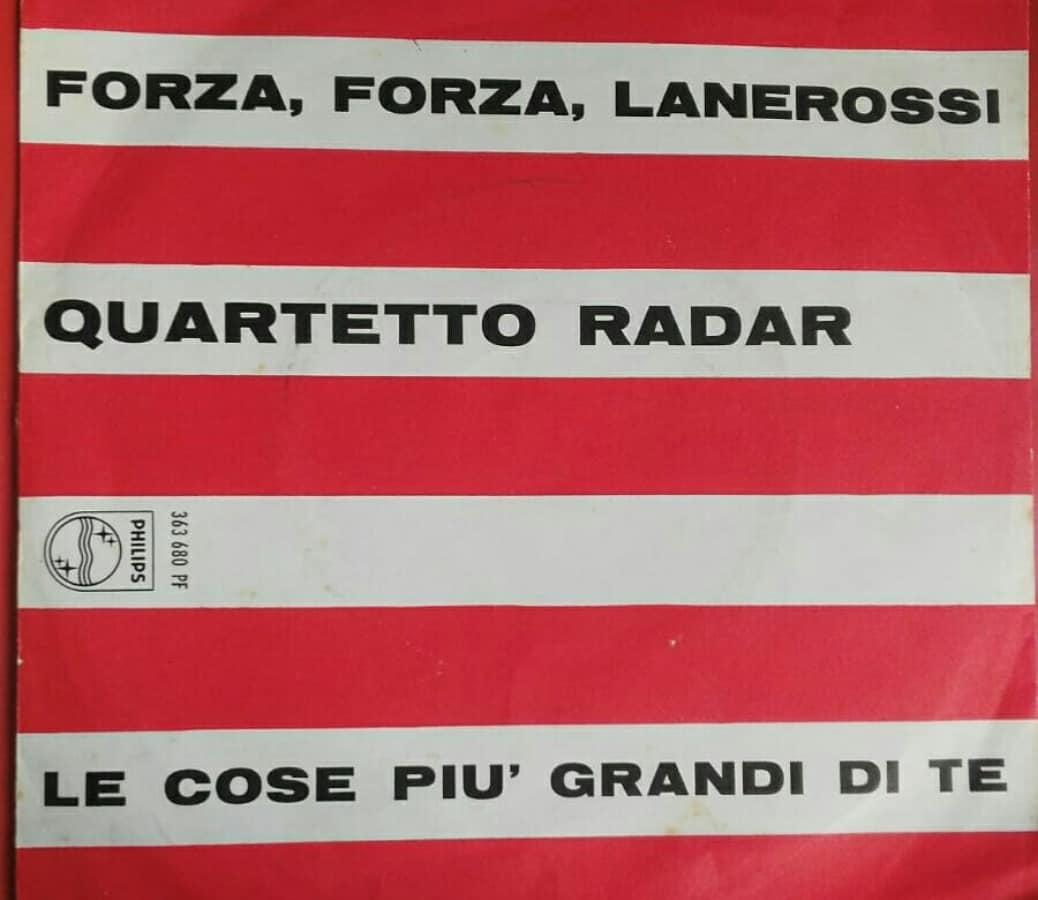 FORZA, FORZA, LANEROSSI
QUARTETTO RADAR
PHILIPS
363 680 PF
LE COSE PIU' GRANDI DI TE